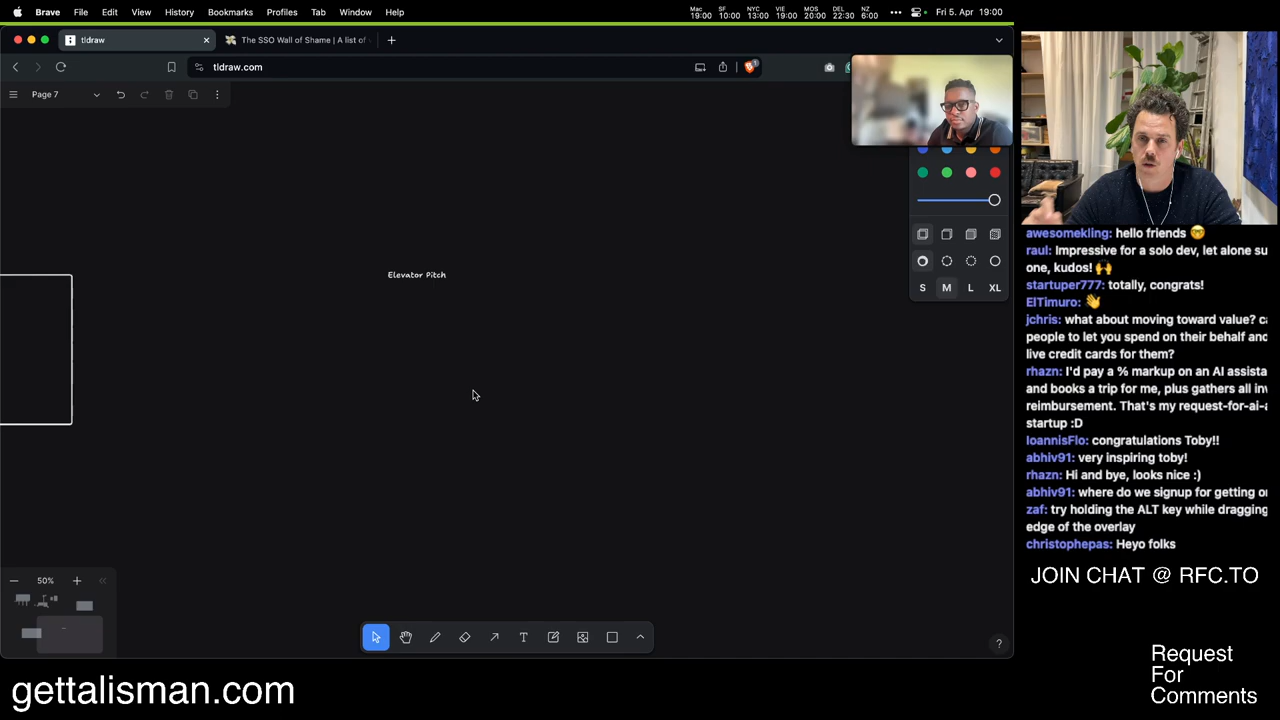 Brave File Edit View History Bookmarks Profiles Tab Window Help
Mac SF NYC VIE MOS DEL NZ
19:00 10:00 13:00 19:00 20:00 22:30 6:00
Fri 5. Apr 19:00
tldraw
The SSO Wall of Shame | A list of
tldraw.com
Page 7
Elevator Pitch
S M L XL
50%
awesomekling: hello friends 🤓
raul: Impressive for a solo dev, let alone su
one, kudos! 🙌
startuper777: totally, congrats!
ElTimuro: 👋
jchris: what about moving toward value? ca
people to let you spend on their behalf and
live credit cards for them?
rhazn: I'd pay a % markup on an AI assista
and books a trip for me, plus gathers all inv
reimbursement. That's my request-for-ai-a
startup :D
IoannisFlo: congratulations Toby!!
abhiv91: very inspiring toby!
rhazn: Hi and bye, looks nice :)
abhiv91: where do we signup for getting on
zaf: try holding the ALT key while dragging
edge of the overlay
christophepas: Heyo folks
JOIN CHAT @ RFC.TO
Request
For
Comments
gettalisman.com